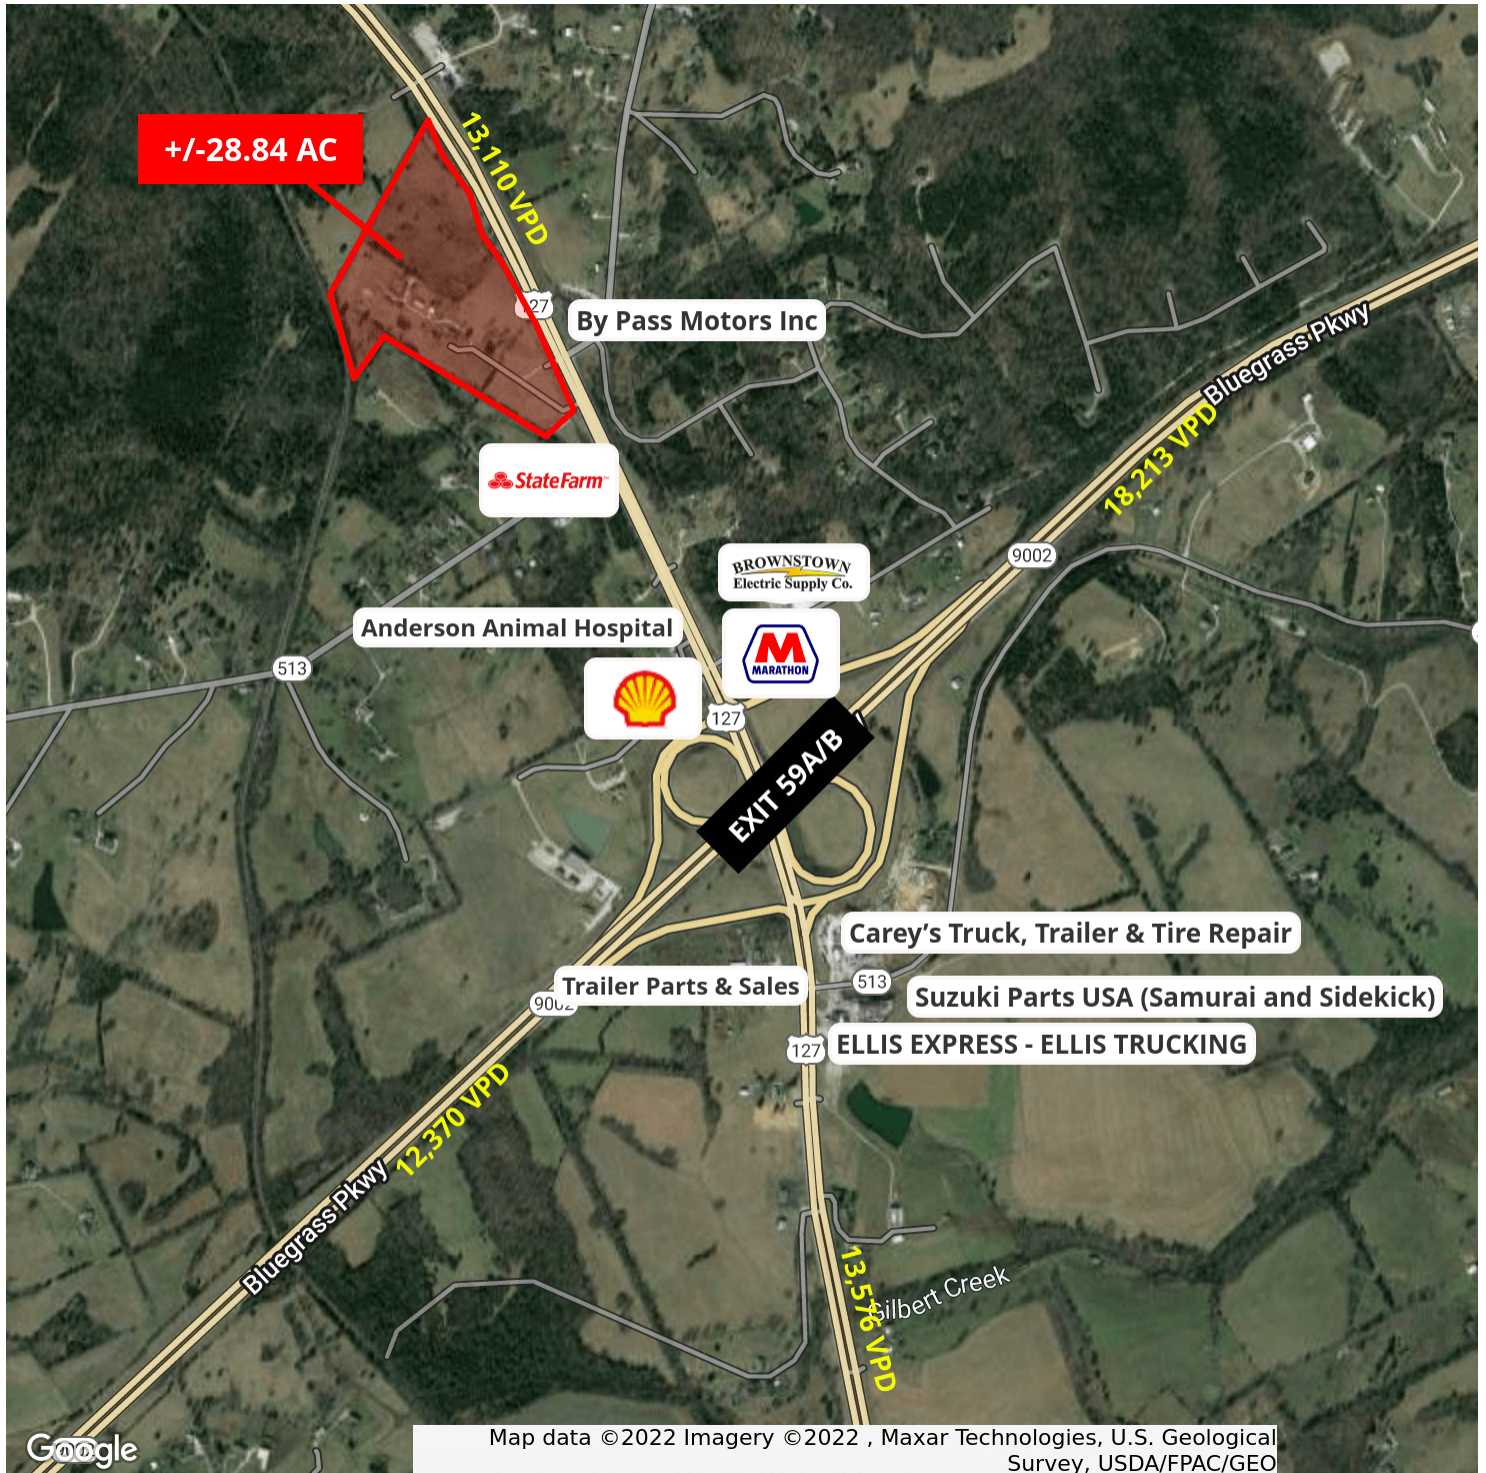 +/-28.84 AC
13,110 VPD
127
By Pass Motors Inc
Bluegrass Pkwy
18,213 VPD
StateFarm
9002
BROWNSTOWN
Electric Supply Co.
Anderson Animal Hospital
513
MARATHON
127
EXIT 59A/B
Carey’s Truck, Trailer & Tire Repair
Trailer Parts & Sales
513
9002
Suzuki Parts USA (Samurai and Sidekick)
127
ELLIS EXPRESS - ELLIS TRUCKING
12,370 VPD
Bluegrass Pkwy
13,576 VPD
Gilbert Creek
Google
Map data ©2022 Imagery ©2022 , Maxar Technologies, U.S. Geological
Survey, USDA/FPAC/GEO